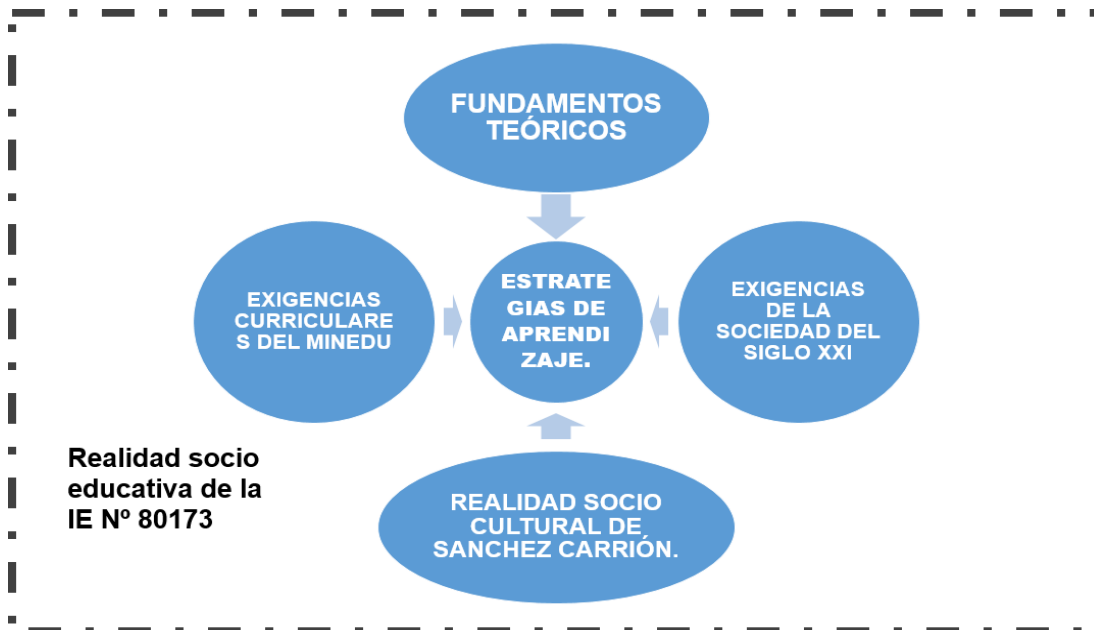 FUNDAMENTOS
TEÓRICOS
EXIGENCIAS
CURRICULARE
S DEL MINEDU
ESTRATE
GIAS DE
APRENDI
ZAJE.
EXIGENCIAS
DE LA
SOCIEDAD DEL
SIGLO XXI
Realidad socio
educativa de la
IE Nº 80173
REALIDAD SOCIO
CULTURAL DE
SANCHEZ CARRIÓN.